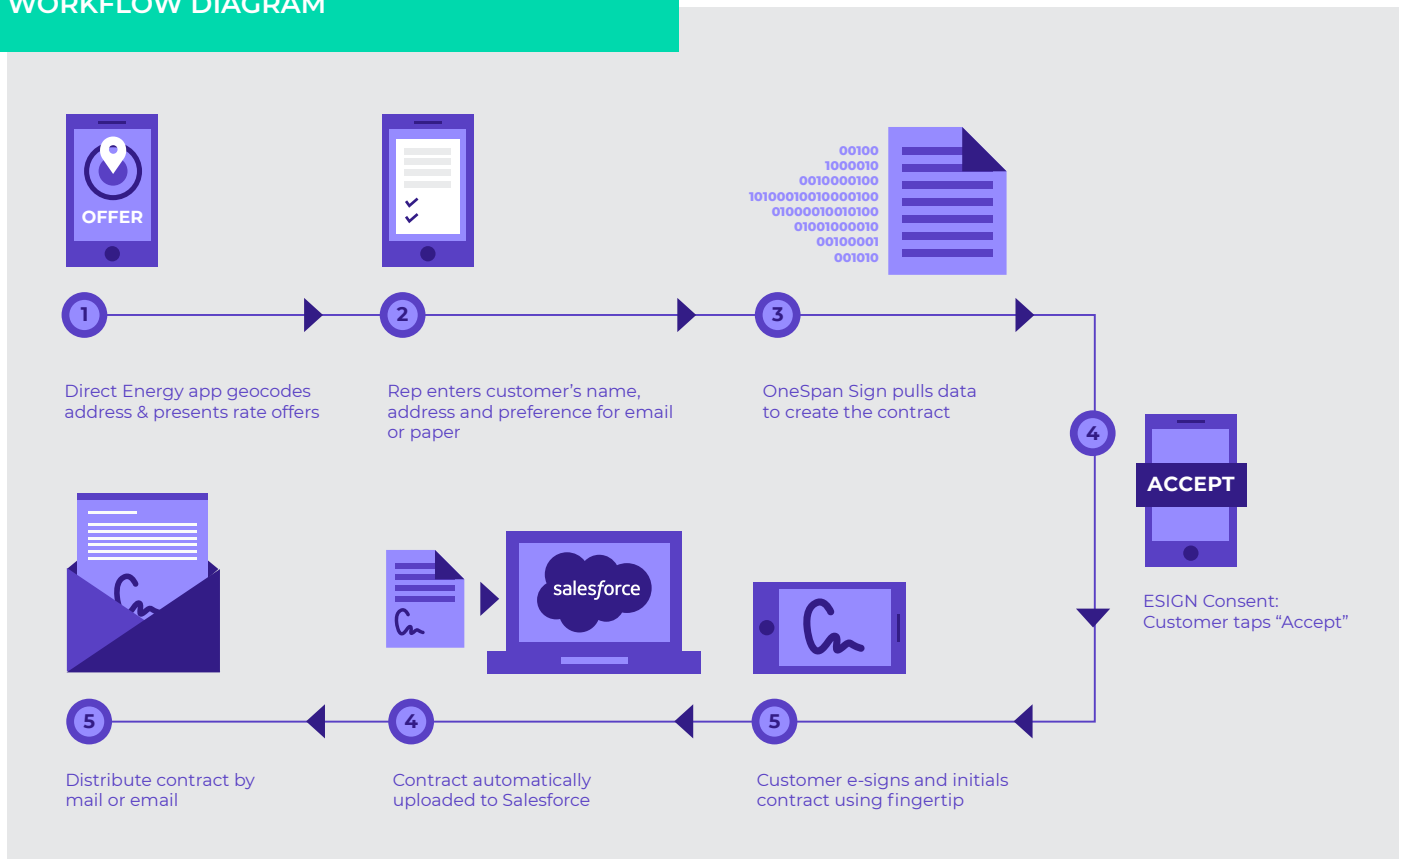 WORKFLOW DIAGRAM
OFFER
00100
1000010
0010000100
10100010010000100
01000010010100
01001000010
00100001
001010
1
2
3
Direct Energy app geocodes
address & presents rate offers
Rep enters customer’s name,
address and preference for email
or paper
OneSpan Sign pulls data
to create the contract
4
ACCEPT
ESIGN Consent:
Customer taps “Accept”
salesforce
5
4
5
Distribute contract by
mail or email
Contract automatically
uploaded to Salesforce
Customer e-signs and initials
contract using fingertip